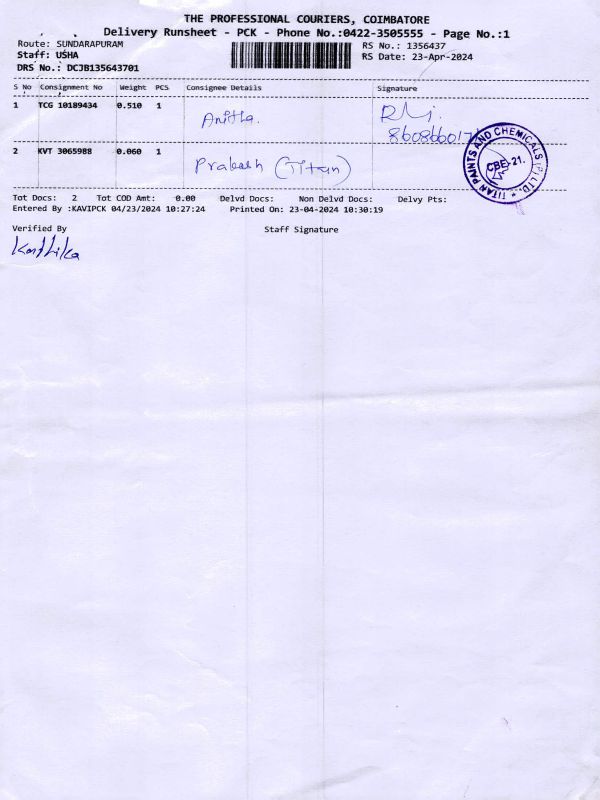 THE PROFESSIONAL COURIERS, COIMBATORE
Delivery Runsheet - PCK - Phone No.:0422-3505555 - Page No.:1
Route: SUNDARAPURAM
RS No.: 1356437
Staff: USHA
RS Date: 23-Apr-2024
DRS No.: DCJB135643701
S No Consignment No Weight PCS Consignee Details Signature
1 TCG 10189434 0.510 1 Anitha.
2 KVT 3065988 0.060 1 Prakash (Titan)
TITAN PAINTS AND CHEMICALS (P) LTD. * CBE-21.
Tot Docs: 2 Tot COD Amt: 0.00 Delvd Docs: Non Delvd Docs: Delvy Pts:
Entered By :KAVIPCK 04/23/2024 10:27:24 Printed On: 23-04-2024 10:30:19
Verified By Staff Signature
Karthika